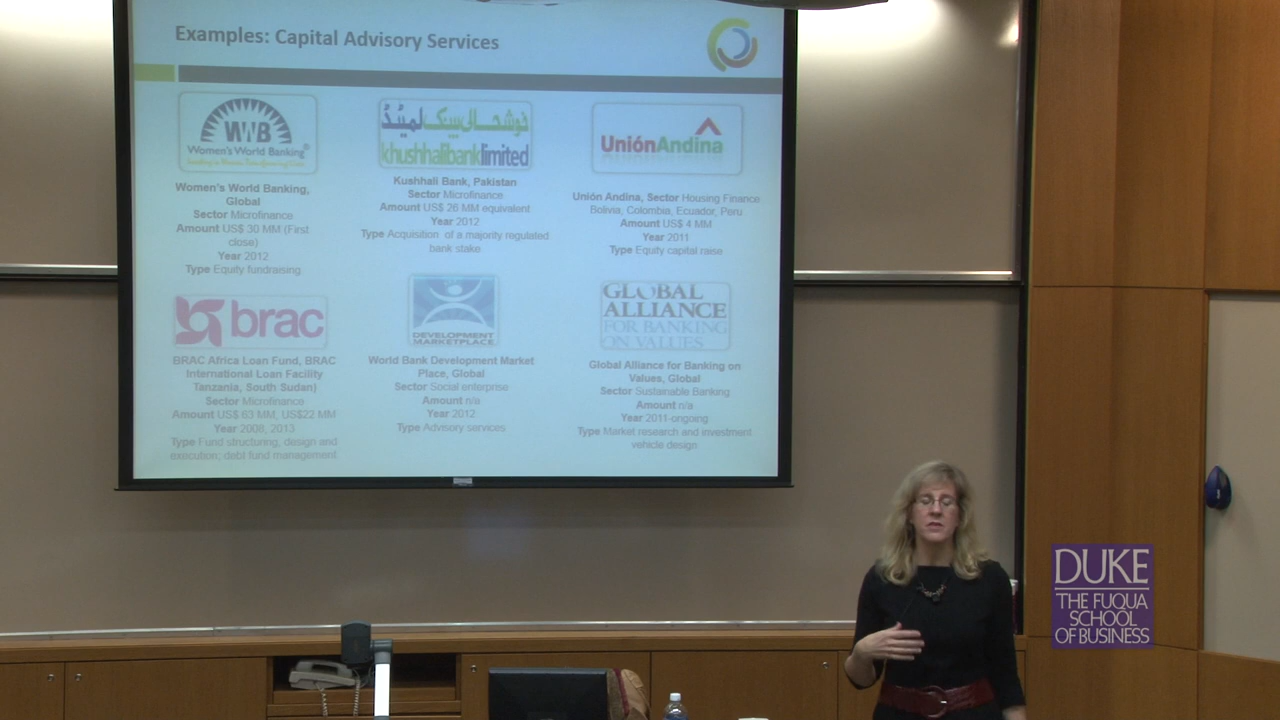 Examples: Capital Advisory Services
WWB
Women's World Banking®
خوشحالی بینک لمیٹڈ
khushhalibanklimited
UniónAndina
Women's World Banking,
Global
Sector Microfinance
Amount US$ 30 MM (First
close)
Year 2012
Type Equity fundraising
Kushhali Bank, Pakistan
Sector Microfinance
Amount US$ 26 MM equivalent
Year 2012
Type Acquisition of a majority regulated
bank stake
Unión Andina, Sector Housing Finance
Bolivia, Colombia, Ecuador, Peru
Amount US$ 4 MM
Year 2011
Type Equity capital raise
brac
DEVELOPMENT
MARKETPLACE
GLOBAL
ALLIANCE
FOR BANKING
ON VALUES
BRAC Africa Loan Fund, BRAC
International Loan Facility
Tanzania, South Sudan)
Sector Microfinance
Amount US$ 63 MM, US$22 MM
Year 2008, 2013
Type Fund structuring, design and
execution; debt fund management
World Bank Development Market
Place, Global
Sector Social enterprise
Amount n/a
Year 2012
Type Advisory services
Global Alliance for Banking on
Values, Global
Sector Sustainable Banking
Amount n/a
Year 2011-ongoing
Type Market research and investment
vehicle design
DUKE
THE FUQUA
SCHOOL
OF BUSINESS